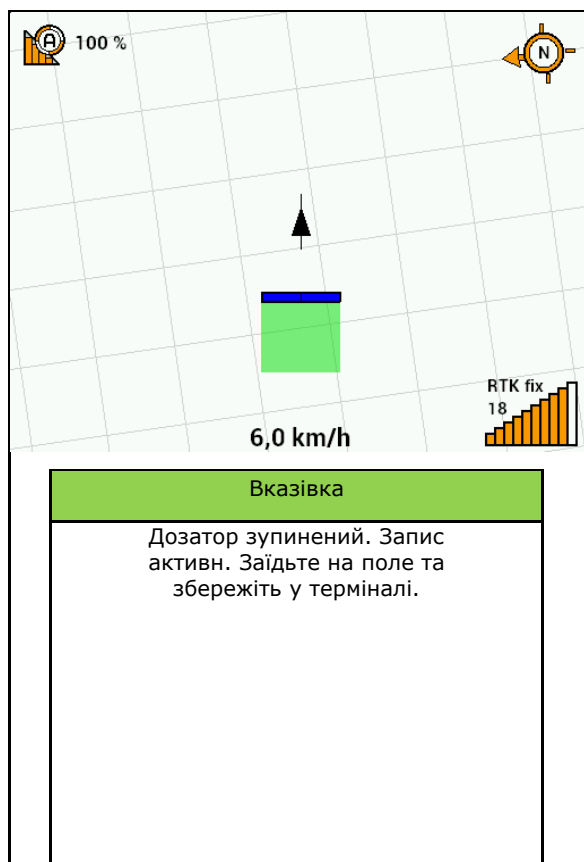 A
100 %
N
RTK fix
18
6,0 km/h
Вказівка
Дозатор зупинений. Запис
активн. Заїдьте на поле та
збережіть у терміналі.